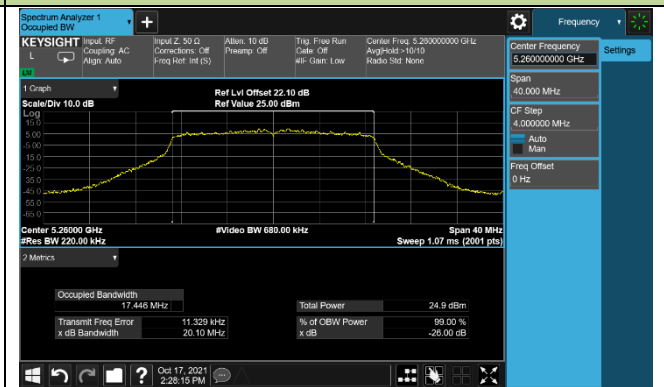 Spectrum Analyzer 1
Occupied BW
Frequency
KEYSIGHT
L
Input: RF
Coupling: AC
Align: Auto
Input Z: 50 Ω
Corrections: Off
Freq Ref: Int (S)
Atten: 10 dB
Preamp: Off
Trig: Free Run
Gate: Off
#IF Gain: Low
Center Freq: 5.260000000 GHz
Avg|Hold:>10/10
Radio Std: None
LXI
Center Frequency
5.260000000 GHz
Settings
Span
40.000 MHz
CF Step
4.000000 MHz
Auto
Man
Freq Offset
0 Hz
1 Graph
Scale/Div 10.0 dB
Ref Lvl Offset 22.10 dB
Ref Value 25.00 dBm
Log
15.0
5.00
-5.00
-15.0
-25.0
-35.0
-45.0
-55.0
-65.0
Center 5.26000 GHz
#Video BW 680.00 kHz
Span 40 MHz
#Res BW 220.00 kHz
Sweep 1.07 ms (2001 pts)
2 Metrics
Occupied Bandwidth
17.446 MHz
Total Power 24.9 dBm
Transmit Freq Error 11.329 kHz
% of OBW Power 99.00 %
x dB Bandwidth 20.10 MHz
x dB -26.00 dB
?
Oct 17, 2021
2:28:15 PM